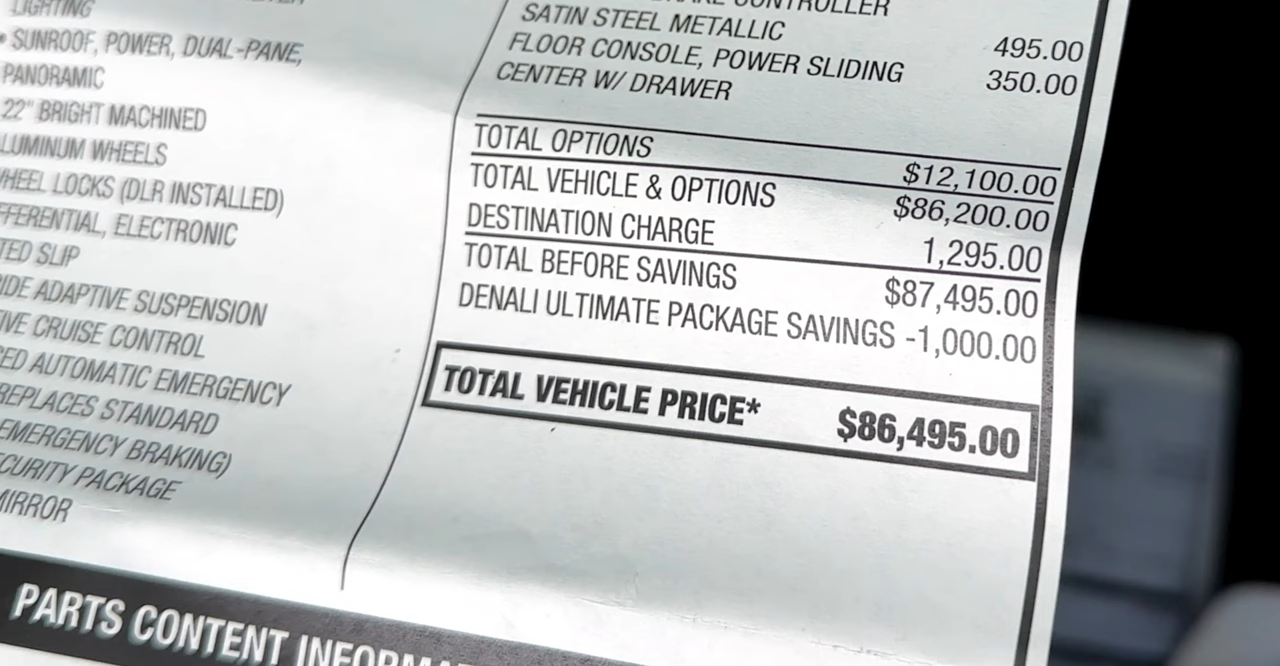 LIGHTING
• SUNROOF, POWER, DUAL-PANE,
PANORAMIC
22" BRIGHT MACHINED
LUMINUM WHEELS
HEEL LOCKS (DLR INSTALLED)
FFERENTIAL, ELECTRONIC
TED SLIP
IDE ADAPTIVE SUSPENSION
IVE CRUISE CONTROL
ED AUTOMATIC EMERGENCY
REPLACES STANDARD
EMERGENCY BRAKING)
CURITY PACKAGE
MIRROR
CONTROLLER
SATIN STEEL METALLIC 495.00
FLOOR CONSOLE, POWER SLIDING 350.00
CENTER W/ DRAWER
TOTAL OPTIONS $12,100.00
TOTAL VEHICLE & OPTIONS $86,200.00
DESTINATION CHARGE 1,295.00
TOTAL BEFORE SAVINGS $87,495.00
DENALI ULTIMATE PACKAGE SAVINGS -1,000.00
TOTAL VEHICLE PRICE* $86,495.00
PARTS CONTENT INFORMA